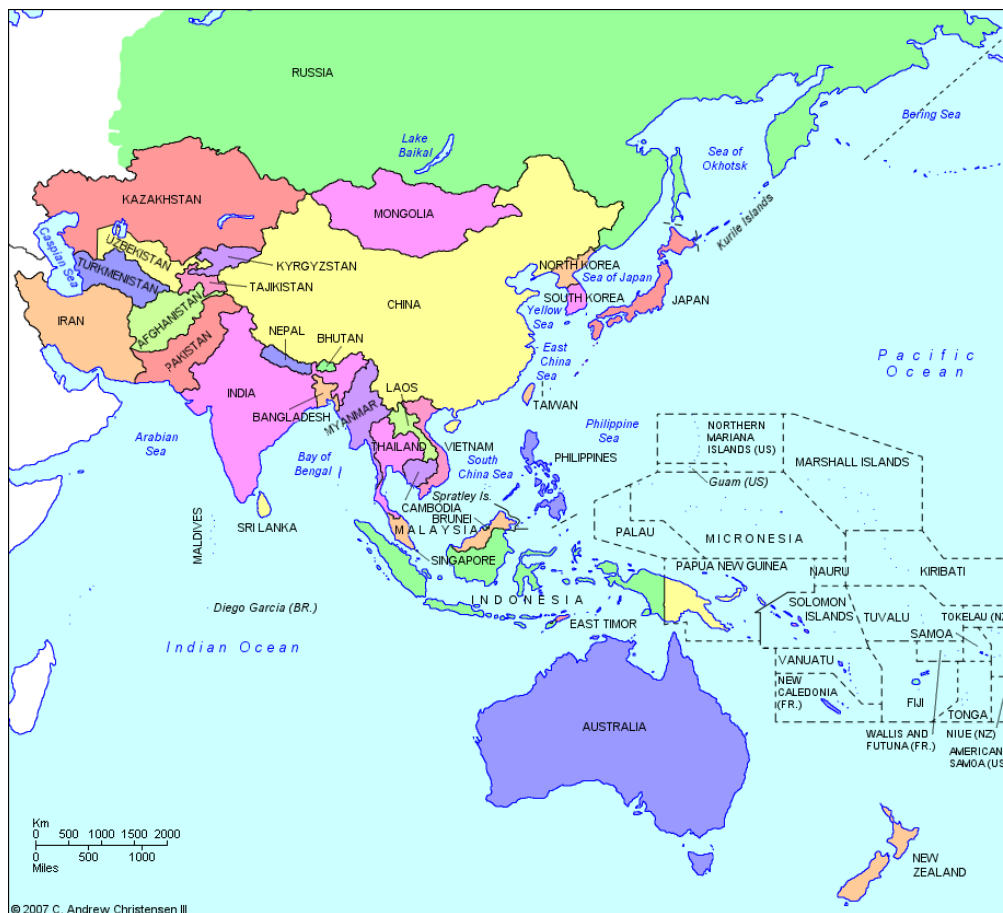 RUSSIA
Bering Sea
Lake
Baikal
Sea of
Okhotsk
KAZAKHSTAN
MONGOLIA
Kurile Islands
Caspian Sea
UZBEKISTAN
TURKMENISTAN
KYRGYZSTAN
TAJIKISTAN
NORTH KOREA
Sea of Japan
SOUTH KOREA
JAPAN
CHINA
Yellow
Sea
IRAN
AFGHANISTAN
PAKISTAN
NEPAL
BHUTAN
East
China
Sea
Pacific
Ocean
INDIA
LAOS
BANGLADESH
MYANMAR
TAIWAN
Arabian
Sea
Bay of
Bengal
THAILAND
VIETNAM
South
China Sea
Philippine
Sea
PHILIPPINES
NORTHERN
MARIANA
ISLANDS (US)
MARSHALL ISLANDS
Guam (US)
CAMBODIA
Spratley Is.
BRUNEI
MALAYSIA
SRI LANKA
MALDIVES
SINGAPORE
PALAU
MICRONESIA
PAPUA NEW GUINEA
NAURU
KIRIBATI
INDONESIA
Diego Garcia (BR.)
EAST TIMOR
SOLOMON
ISLANDS
TUVALU
TOKELAU (NZ
SAMOA
Indian Ocean
VANUATU
NEW
CALEDONIA
(FR.)
FIJI
TONGA
WALLIS AND
FUTUNA (FR.)
NIUE (NZ)
AMERICAN
SAMOA (US
AUSTRALIA
NEW
ZEALAND
Km
0 500 1000 1500 2000
0 500 1000
Miles
© 2007 C. Andrew Christensen III